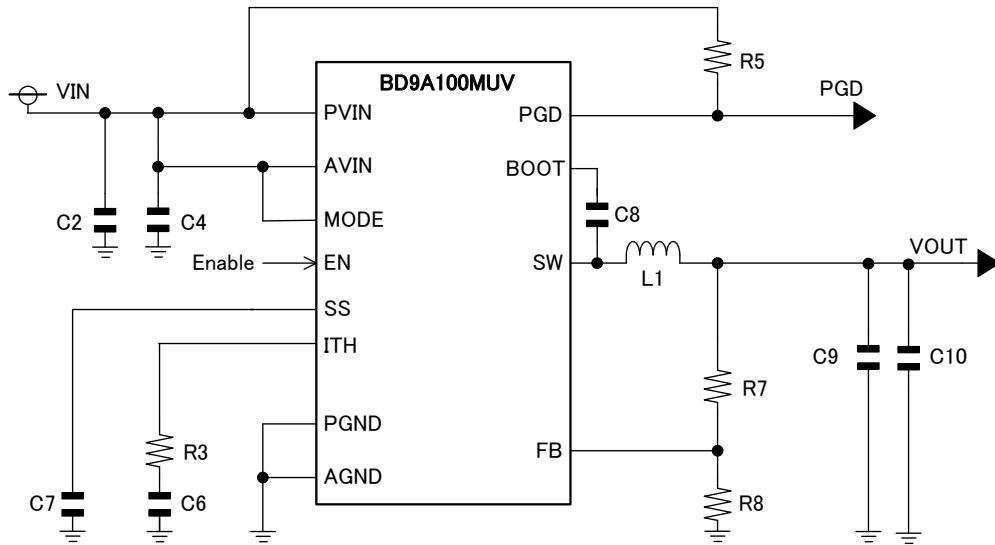 BD9A100MUV
VIN
R5
PGD
PVIN
PGD
AVIN
BOOT
C2
C4
MODE
C8
Enable
EN
SW
L1
VOUT
SS
ITH
C9
C10
R7
PGND
R3
FB
AGND
C7
C6
R8